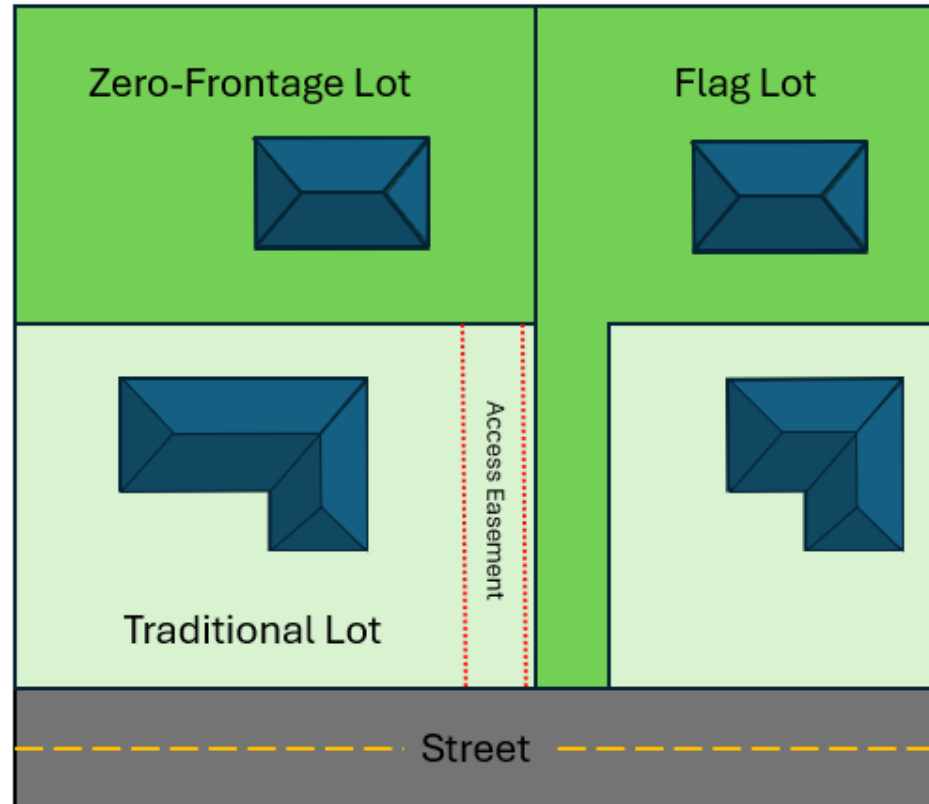 Zero-Frontage Lot
Flag Lot
Access Easement
Traditional Lot
Street